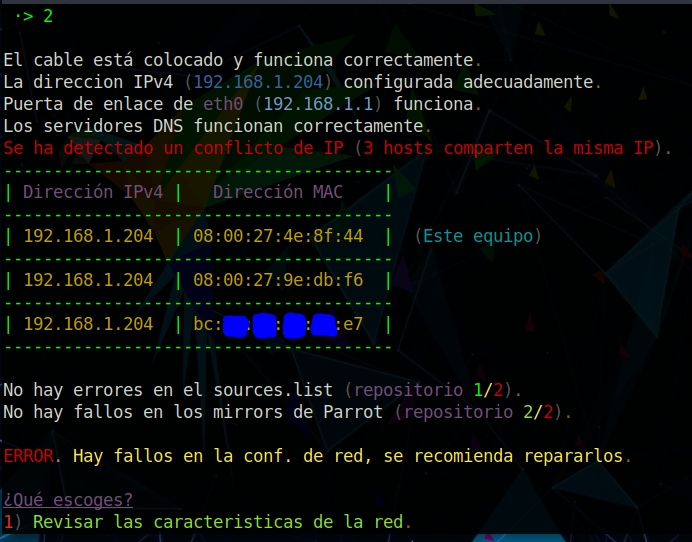 ·> 2
El cable está colocado y funciona correctamente.
La direccion IPv4 (192.168.1.204) configurada adecuadamente.
Puerta de enlace de eth0 (192.168.1.1) funciona.
Los servidores DNS funcionan correctamente.
Se ha detectado un conflicto de IP (3 hosts comparten la misma IP).
---------------------------------------
| Dirección IPv4 | Dirección MAC |
---------------------------------------
| 192.168.1.204 | 08:00:27:4e:8f:44 | (Este equipo)
---------------------------------------
| 192.168.1.204 | 08:00:27:9e:db:f6 |
---------------------------------------
| 192.168.1.204 | bc: : : : :e7 |
---------------------------------------
No hay errores en el sources.list (repositorio 1/2).
No hay fallos en los mirrors de Parrot (repositorio 2/2).
ERROR. Hay fallos en la conf. de red, se recomienda repararlos.
¿Qué escoges?
1) Revisar las caracteristicas de la red.